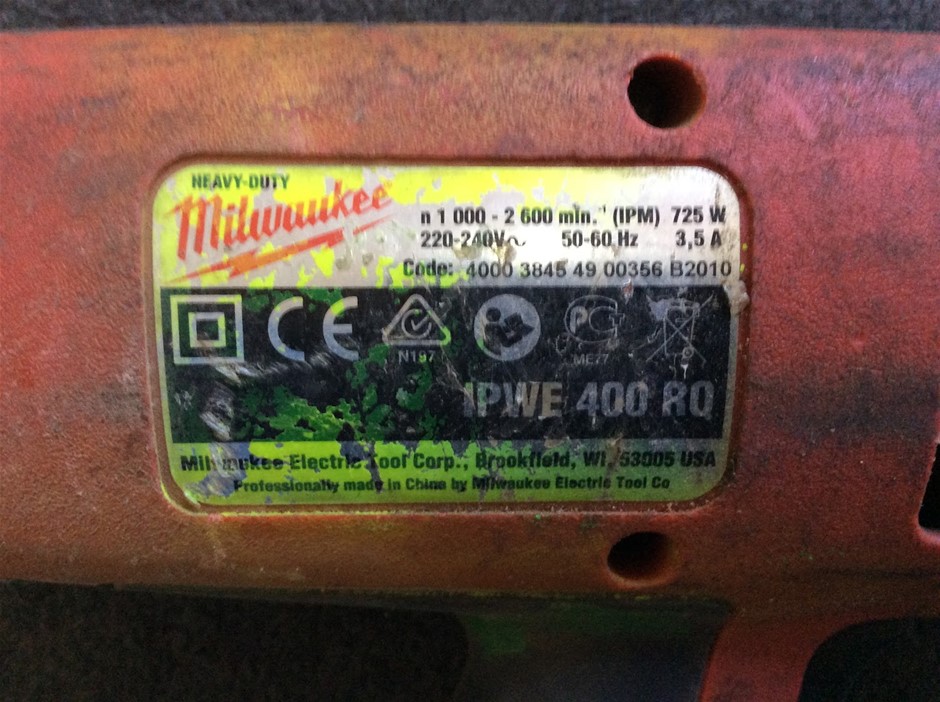 HEAVY-DUTY
Milwaukee
n 1 000 - 2 600 min.⁻¹ (IPM) 725 W
220-240V~ 50-60 Hz 3,5 A
Code: 4000 3845 49 00356 B2010
CE
N197
PG
ME77
IPWE 400 RQ
Milwaukee Electric Tool Corp., Brookfield, WI, 53005 USA
Professionally made in China by Milwaukee Electric Tool Co